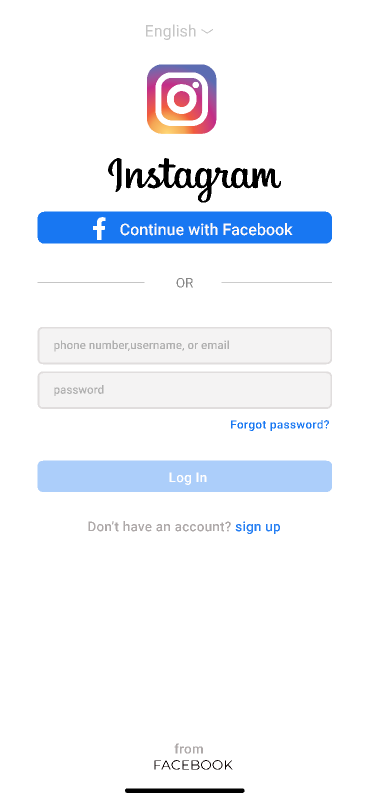 English
Instagram
Continue with Facebook
OR
phone number,username, or email
password
Forgot password?
Log In
Don't have an account? sign up
from
FACEBOOK